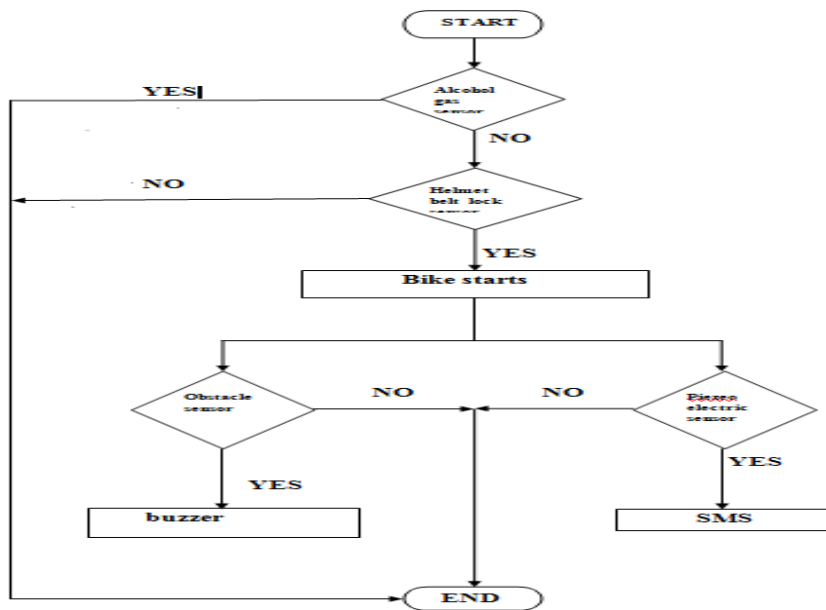 START
YES
Alcohol
gas
sensor
NO
NO
Helmet
belt lock
sensor
YES
Bike starts
Obstacle
sensor
NO
NO
Piezo
electric
sensor
YES
YES
buzzer
SMS
END